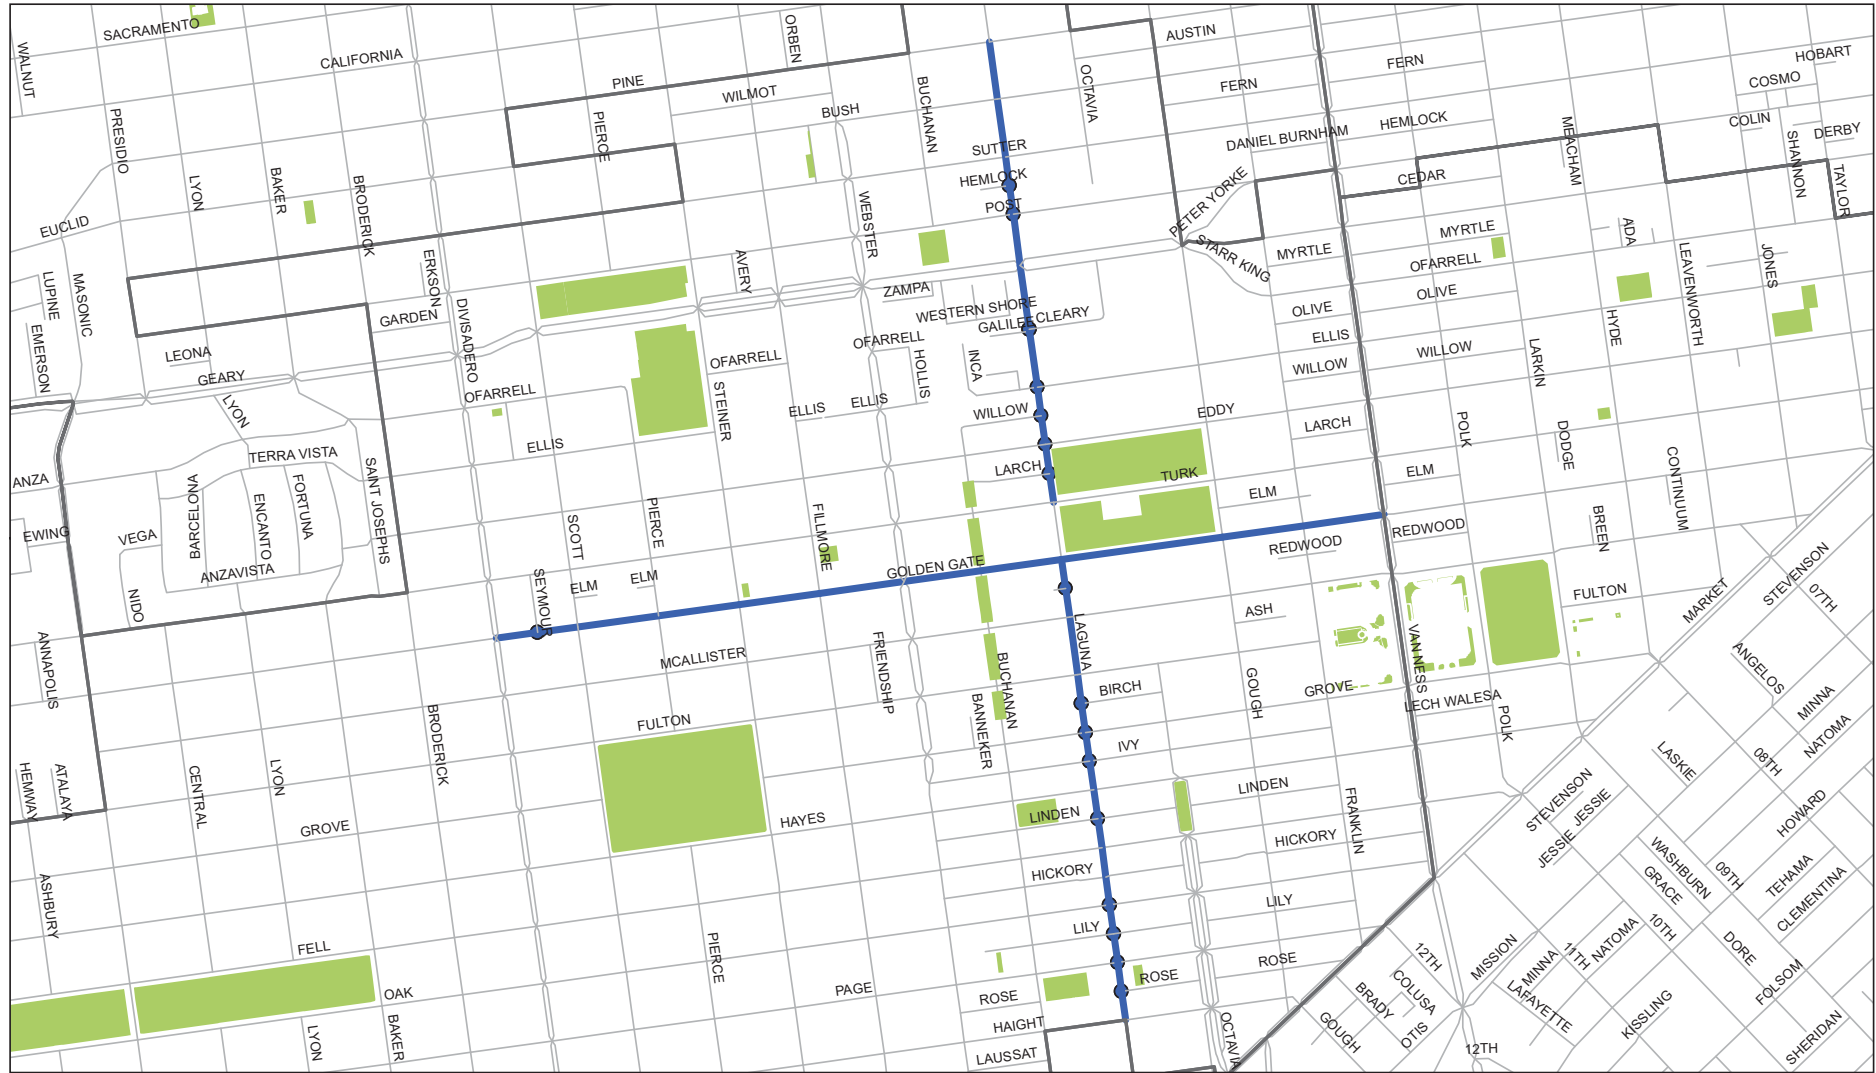 SACRAMENTO
ORBEN
AUSTIN
WALNUT
CALIFORNIA
HOBART
FERN
PINE
OCTAVIA
COSMO
WILMOT
FERN
BUSH
BUCHANAN
PRESIDIO
PIERCE
HEMLOCK
COLIN
DERBY
DANIEL BURNHAM
MEACHAM
SHANNON
SUTTER
HEMLOCK
CEDAR
TAYLOR
LYON
BAKER
BRODERICK
PETER YORKE
POST
WEBSTER
EUCLID
MYRTLE
ADA
STARR KING
MYRTLE
OFARRELL
LEAVENWORTH
JONES
ERKSON
AVERY
LUPINE
MASONIC
ZAMPA
OLIVE
OLIVE
WESTERN SHORE
GARDEN
DIVISADERO
GALILEE
CLEARY
EMERSON
OFARRELL
ELLIS
HYDE
LEONA
OFARRELL
HOLLIS
INCA
WILLOW
WILLOW
LARKIN
GEARY
STEINER
OFARRELL
LYON
ELLIS
ELLIS
WILLOW
EDDY
LARCH
POLK
DODGE
ELLIS
TERRA VISTA
SAINT JOSEPHS
LARCH
TURK
ELM
CONTINUUM
ANZA
BARCELONA
ENCANTO
FORTUNA
ELM
FILLMORE
PIERCE
SCOTT
BREEN
EWING
VEGA
REDWOOD
REDWOOD
ANZAVISTA
GOLDEN GATE
STEVENSON
SEYMOUR
ELM
ELM
NIDO
FULTON
MARKET
07TH
ASH
LAGUNA
VAN NESS
ANNAPOLIS
FRIENDSHIP
MCALLISTER
BUCHANAN
ANGELOS
BIRCH
GOUGH
GROVE
LECH WALESA
POLK
MINNA
BANNEKER
BRODERICK
FULTON
NATOMA
IVY
LASKIE
08TH
HEMWAY
ATALAYA
CENTRAL
LYON
LINDEN
FRANKLIN
STEVENSON
JESSIE
HOWARD
LINDEN
HAYES
GROVE
HICKORY
JESSIE
WASHBURN
GRACE
09TH
TEHAMA
CLEMENTINA
HICKORY
ASHBURY
LILY
LILY
10TH
NATOMA
DORE
FELL
PIERCE
MISSION
12TH
11TH
MINNA
ROSE
ROSE
FOLSOM
COLUSA
OAK
PAGE
ROSE
BRADY
LAFAYETTE
KISSLING
HAIGHT
LYON
BAKER
OCTAVIA
GOUGH
OTIS
SHERIDAN
LAUSSAT
12TH